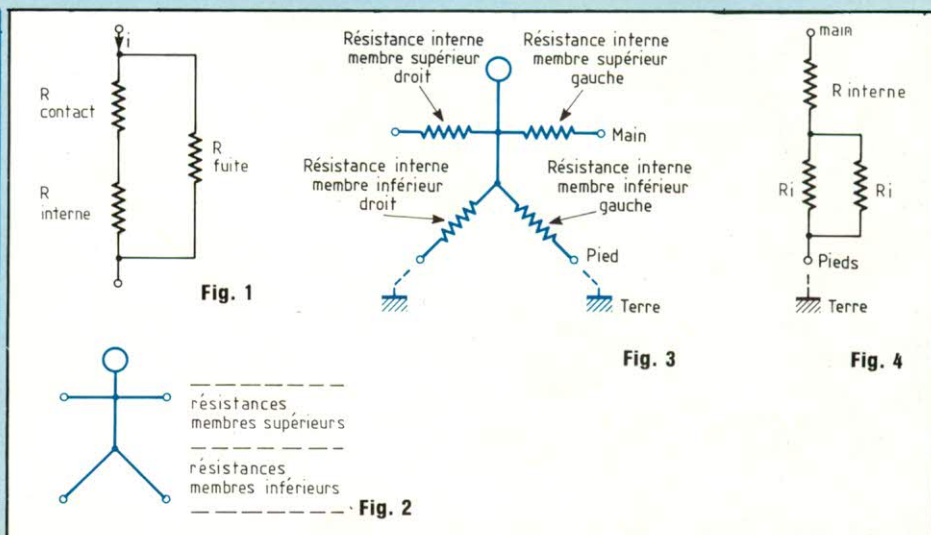 i
R
contact
R
interne
R
fuite
Fig. 1
Résistance interne
membre supérieur
droit
Résistance interne
membre supérieur
gauche
Main
Résistance interne
membre inférieur
droit
Résistance interne
membre inférieur
gauche
Pied
Terre
Fig. 3
main
R interne
Ri
Ri
Pieds
Terre
Fig. 4
résistances
membres supérieurs
résistances
membres inférieurs
Fig. 2